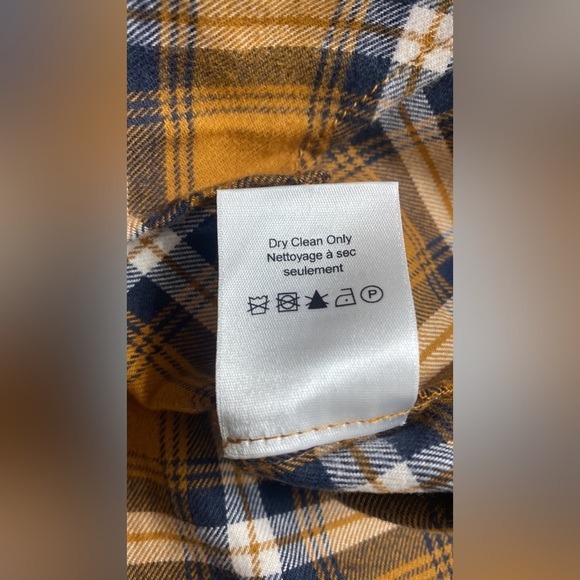 Dry Clean Only
Nettoyage à sec
seulement
P